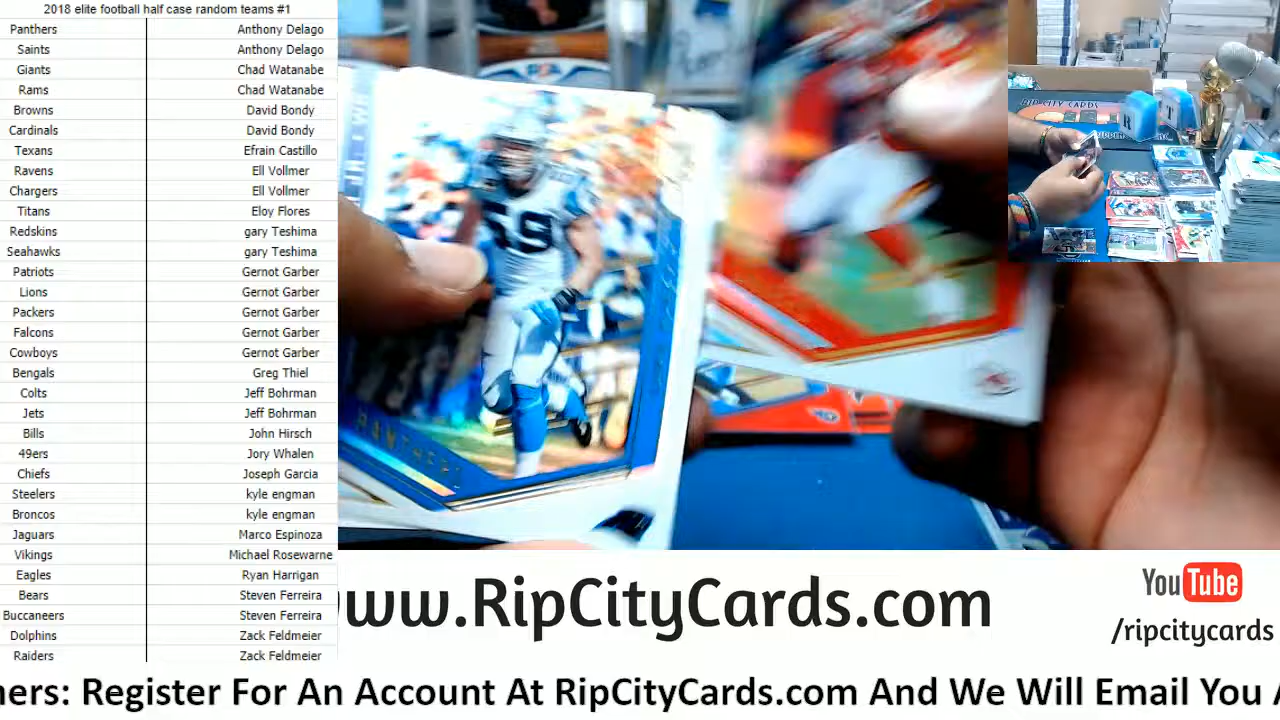 2018 elite football half case random teams #1
Panthers Anthony Delago
Saints Anthony Delago
Giants Chad Watanabe
Rams Chad Watanabe
Browns David Bondy
Cardinals David Bondy
Texans Efrain Castillo
Ravens Ell Vollmer
Chargers Ell Vollmer
Titans Eloy Flores
Redskins gary Teshima
Seahawks gary Teshima
Patriots Gernot Garber
Lions Gernot Garber
Packers Gernot Garber
Falcons Gernot Garber
Cowboys Gernot Garber
Bengals Greg Thiel
Colts Jeff Bohrman
Jets Jeff Bohrman
Bills John Hirsch
49ers Jory Whalen
Chiefs Joseph Garcia
Steelers kyle engman
Broncos kyle engman
Jaguars Marco Espinoza
Vikings Michael Rosewarne
Eagles Ryan Harrigan
Bears Steven Ferreira
Buccaneers Steven Ferreira
Dolphins Zack Feldmeier
Raiders Zack Feldmeier
59
PANTHERS
RIP CITY CARDS
www.RipCityCards.com
YouTube
/ripcitycards
ners: Register For An Account At RipCityCards.com And We Will Email You A